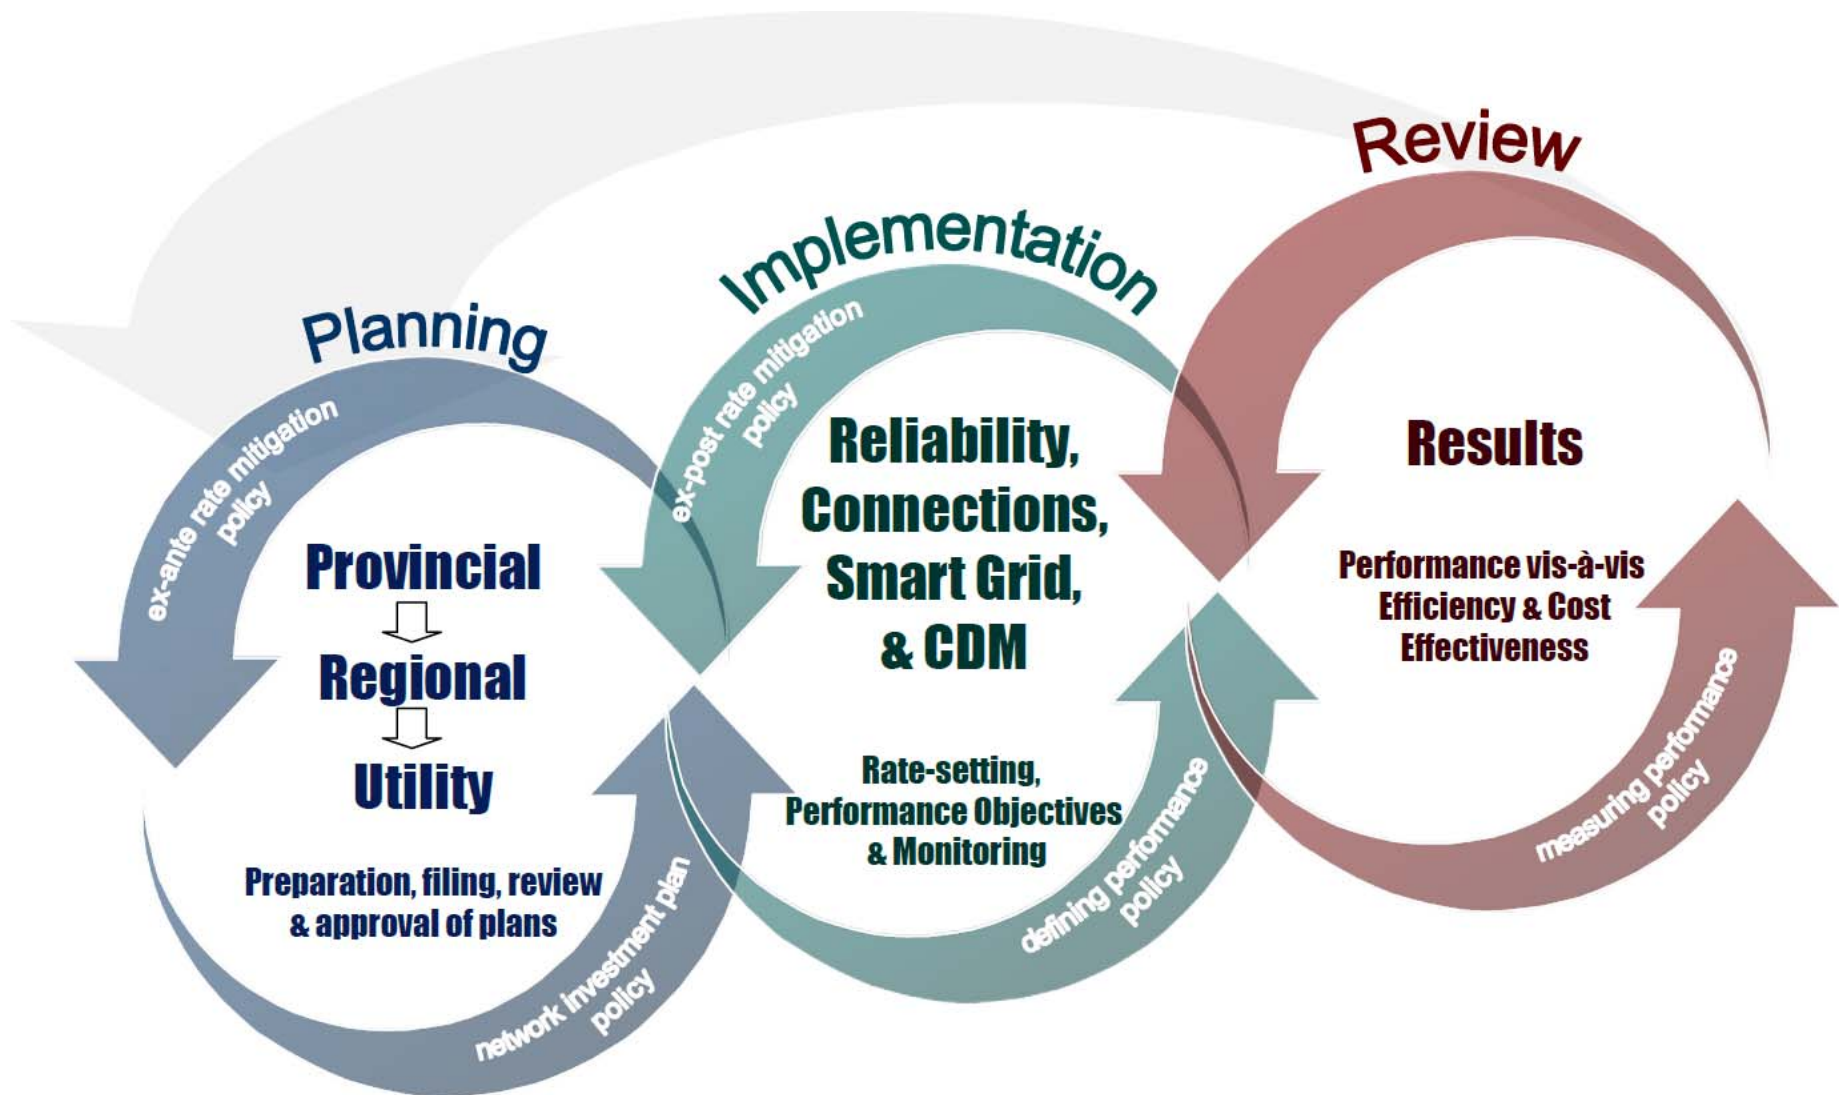 Planning
ex-ante rate mitigation
policy
Provincial
Regional
Utility
Preparation, filing, review
& approval of plans
network investment plan
policy
Implementation
ex-post rate mitigation
policy
Reliability,
Connections,
Smart Grid,
& CDM
Rate-setting,
Performance Objectives
& Monitoring
defining performance
policy
Review
Results
Performance vis-à-vis
Efficiency & Cost
Effectiveness
measuring performance
policy